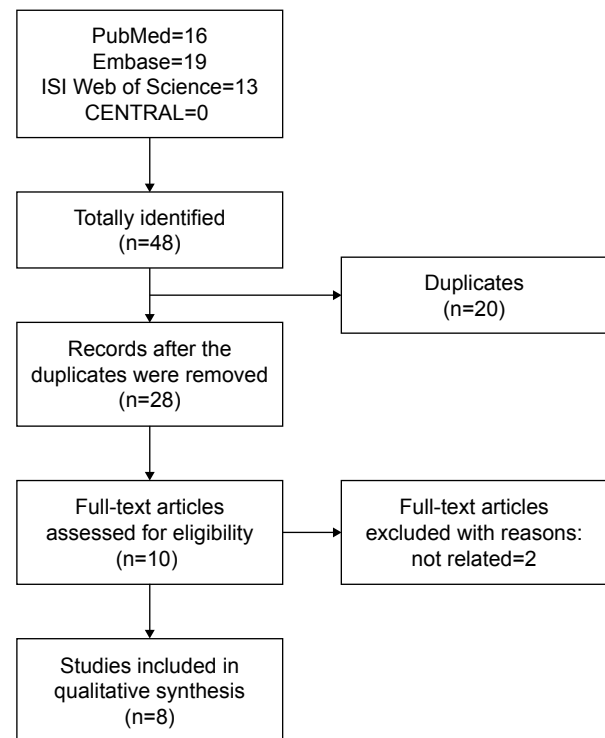 PubMed=16
Embase=19
ISI Web of Science=13
CENTRAL=0
Totally identified
(n=48)
Duplicates
(n=20)
Records after the
duplicates were removed
(n=28)
Full-text articles
assessed for eligibility
(n=10)
Full-text articles
excluded with reasons:
not related=2
Studies included in
qualitative synthesis
(n=8)